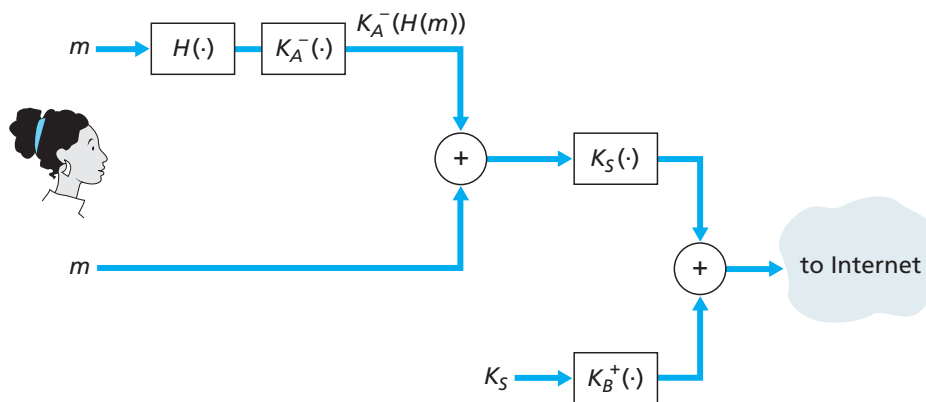 K_A^-(H(m))
m H(·) K_A^-(·)
+ K_S(·)
m + to Internet
K_S K_B^+(·)